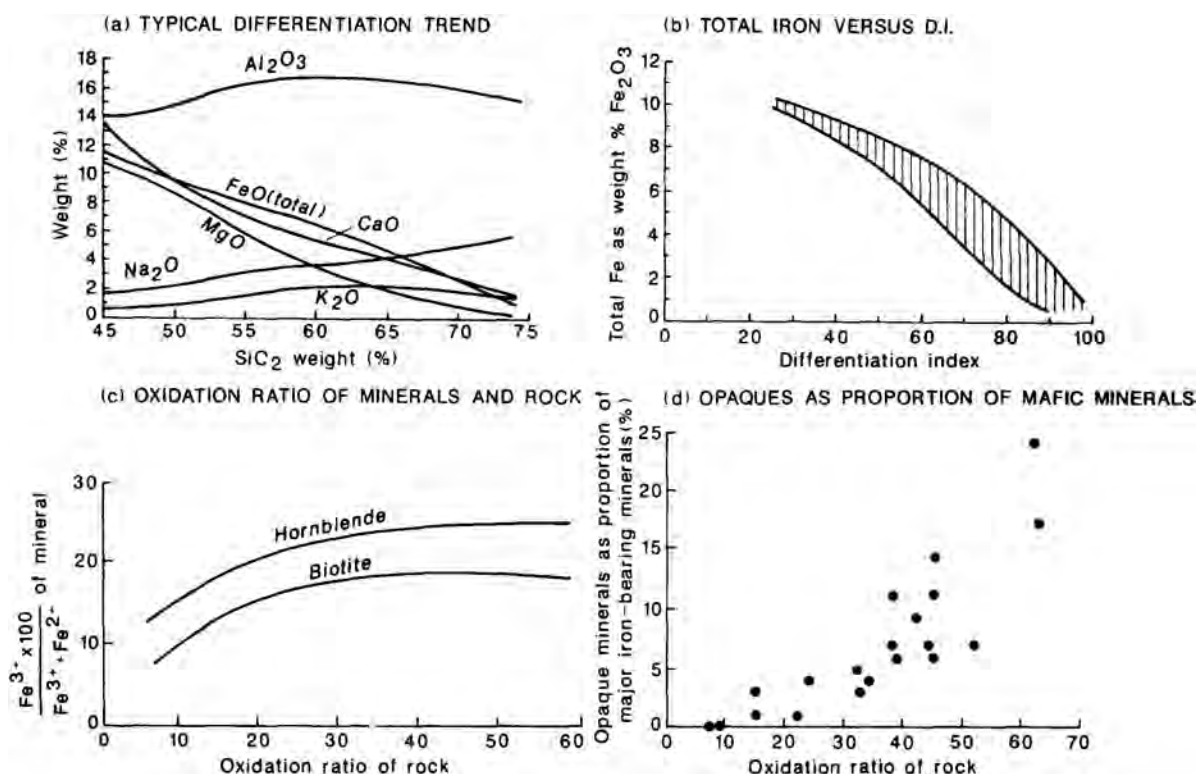 (a) TYPICAL DIFFERENTIATION TREND
18
16
14
12
10
8
6
4
2
0
Weight (%)
Al2O3
FeO(total)
CaO
MgO
Na2O
K2O
45 50 55 60 65 70 75
SiC2 weight (%)
(b) TOTAL IRON VERSUS D.I.
12
10
8
6
4
2
0
Total Fe as weight % Fe2O3
0 20 40 60 80 100
Differentiation index
(c) OXIDATION RATIO OF MINERALS AND ROCK
30
20
10
0
Fe3+ x100
Fe3+ + Fe2-
of mineral
Hornblende
Biotite
0 10 20 30 40 50 60
Oxidation ratio of rock
(d) OPAQUES AS PROPORTION OF MAFIC MINERALS
25
20
15
10
5
0
Opaque minerals as proportion of
major iron-bearing minerals(%)
0 10 20 30 40 50 60 70
Oxidation ratio of rock